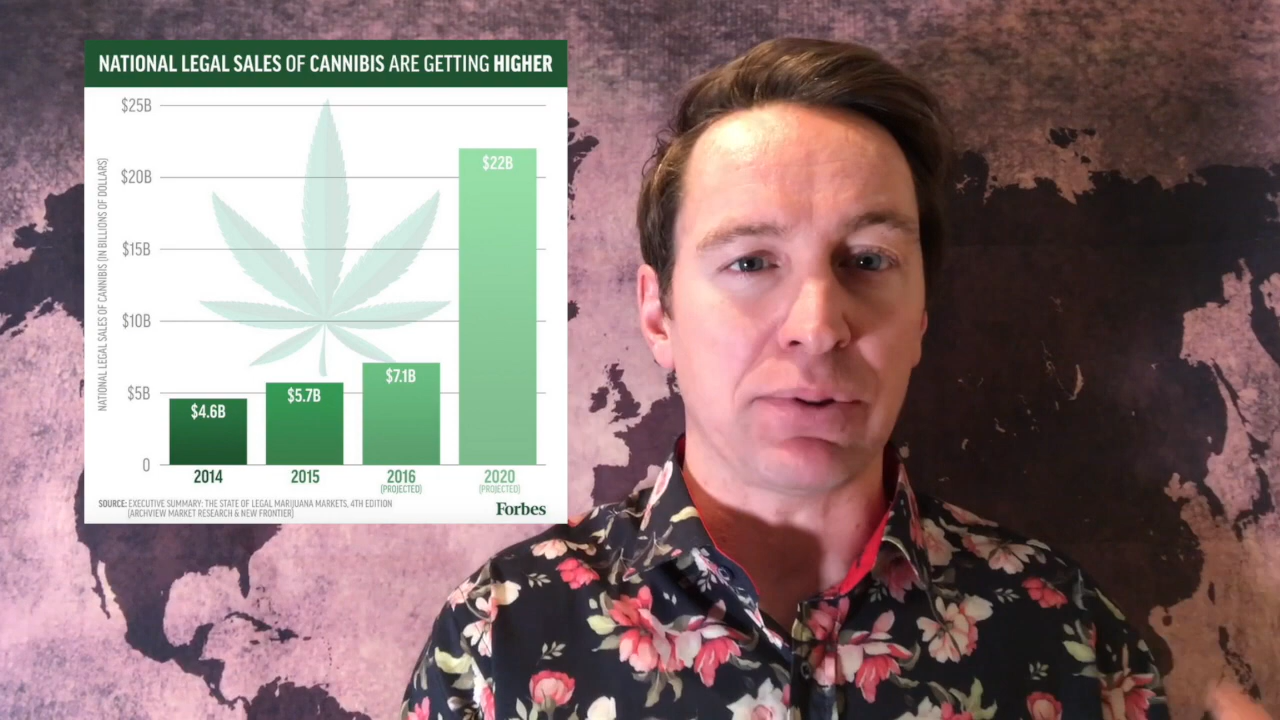 NATIONAL LEGAL SALES OF CANNIBIS ARE GETTING HIGHER
$25B
$20B
$15B
$10B
$5B
0
NATIONAL LEGAL SALES OF CANNIBIS (IN BILLIONS OF DOLLARS)
$4.6B
$5.7B
$7.1B
$22B
2014
2015
2016
(PROJECTED)
2020
(PROJECTED)
SOURCE: EXECUTIVE SUMMARY: THE STATE OF LEGAL MARIJUANA MARKETS, 4TH EDITION
(ARCHVIEW MARKET RESEARCH & NEW FRONTIER)
Forbes